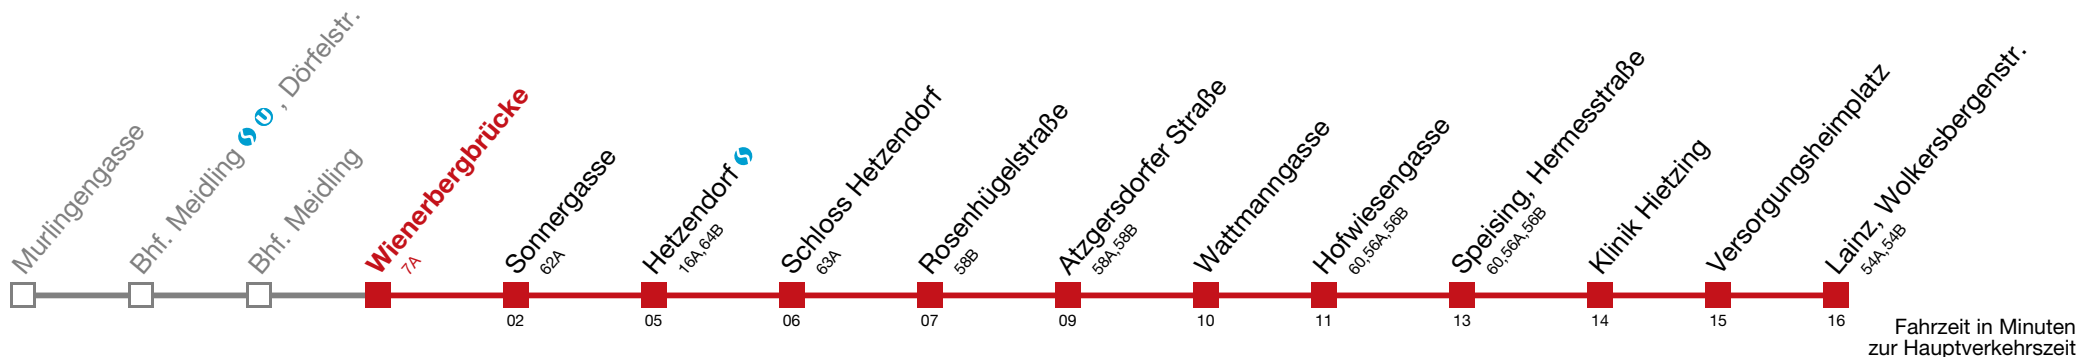 Murlingengasse
Bhf. Meidling S U , Dörfelstr.
Bhf. Meidling
Wienerbergbrücke
7A
Sonnergasse
62A
Hetzendorf S
16A,64B
Schloss Hetzendorf
63A
Rosenhügelstraße
58B
Atzgersdorfer Straße
58A,58B
Wattmanngasse
Hofwiesengasse
60,56A,56B
Speising, Hermesstraße
60,56A,56B
Klinik Hietzing
Versorgungsheimplatz
Lainz, Wolkersbergenstr.
54A,54B
02 05 06 07 09 10 11 13 14 15 16
Fahrzeit in Minuten
zur Hauptverkehrszeit